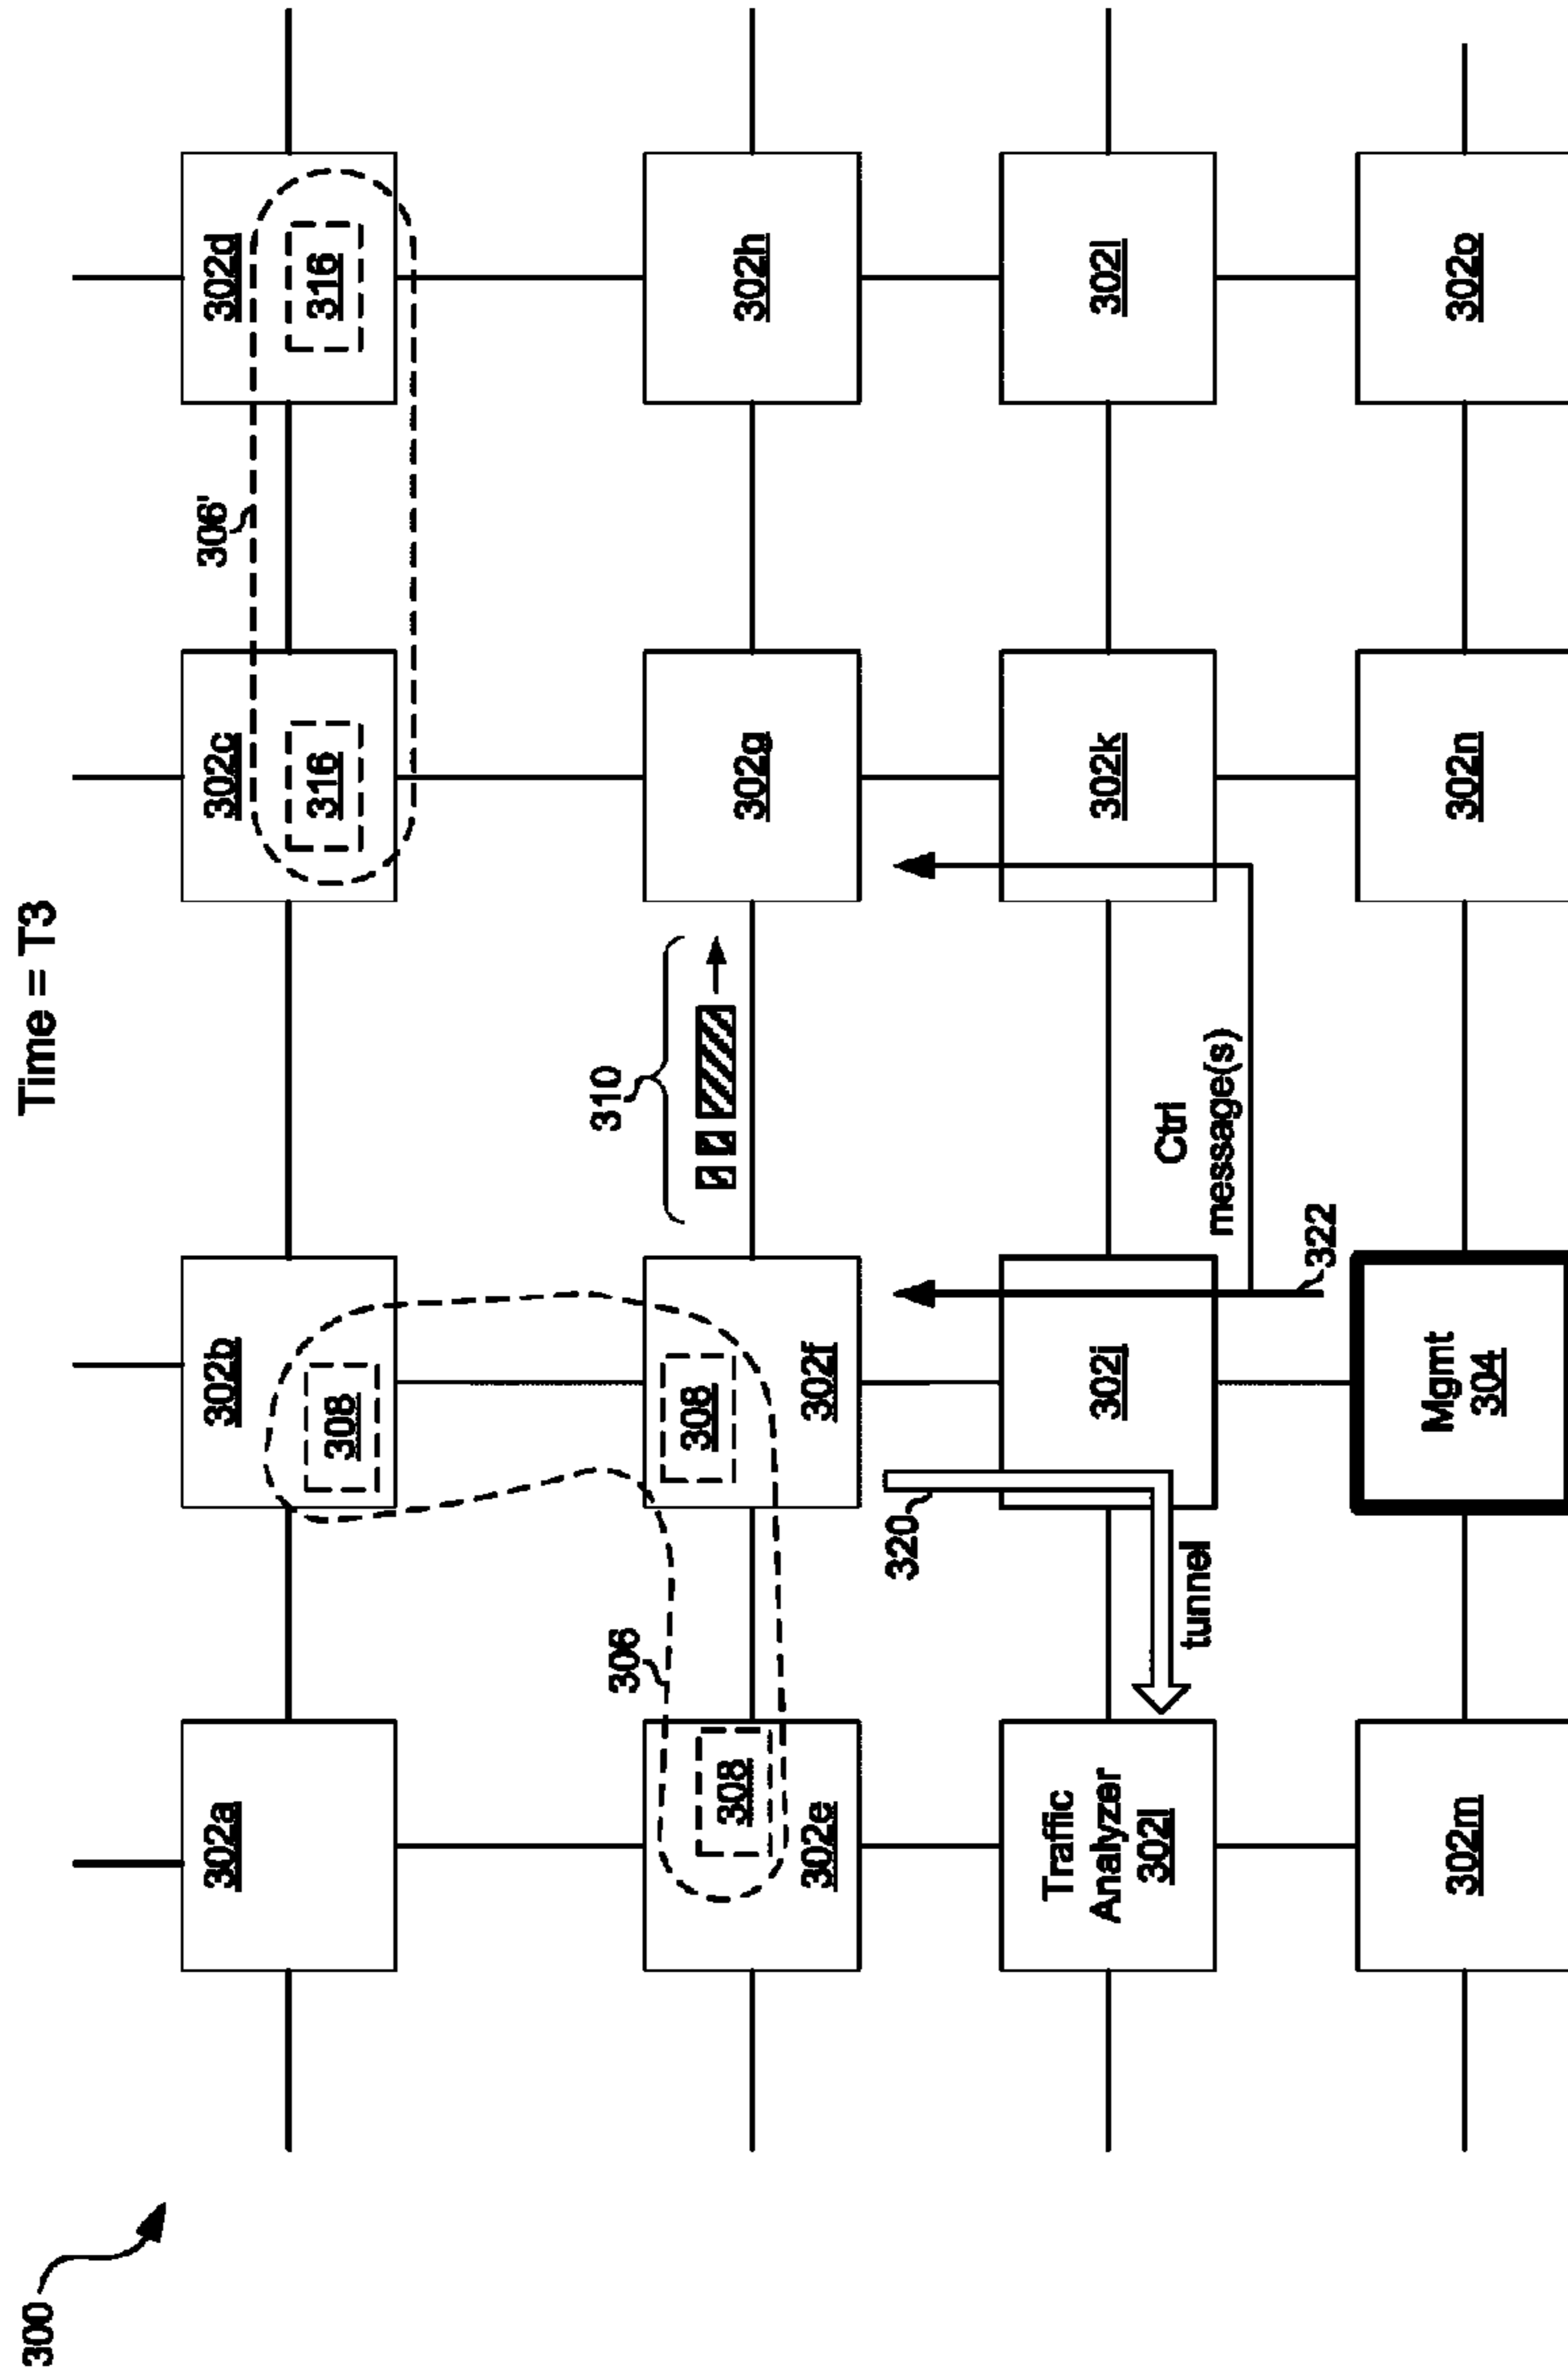 300
Time = T3
302a
302b
302c
302d
306'
308
316
316
310
306
308
308
302e
302f
302g
302h
320
Traffic
Analyzer
302i
302j
302k
302l
tunnel
Ctrl
message(s)
322
302m
Mgmt
304
302n
302o